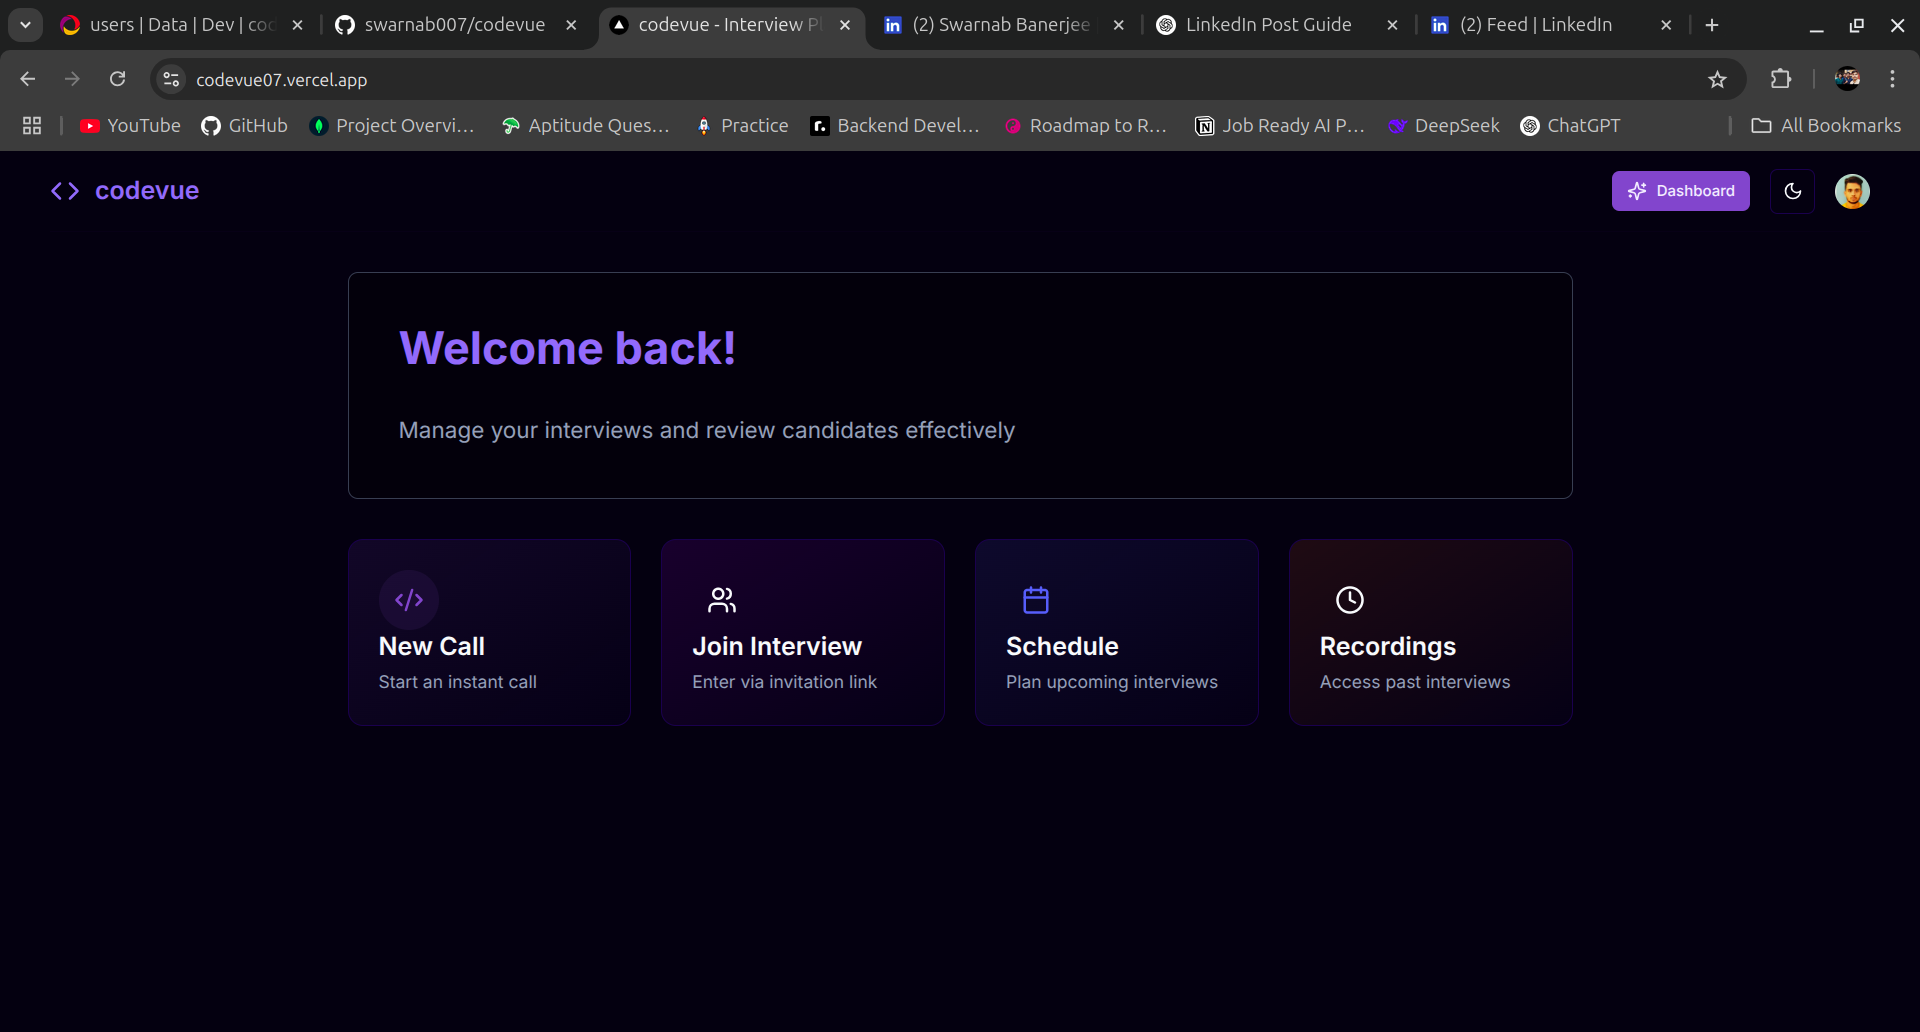 users | Data | Dev | cod
swarnab007/codevue
codevue - Interview Pl
(2) Swarnab Banerjee
LinkedIn Post Guide
(2) Feed | LinkedIn
codevue07.vercel.app
YouTube
GitHub
Project Overvi...
Aptitude Ques...
Practice
Backend Devel...
Roadmap to R...
Job Ready AI P...
DeepSeek
ChatGPT
All Bookmarks
codevue
Dashboard
Welcome back!
Manage your interviews and review candidates effectively
New Call
Start an instant call
Join Interview
Enter via invitation link
Schedule
Plan upcoming interviews
Recordings
Access past interviews